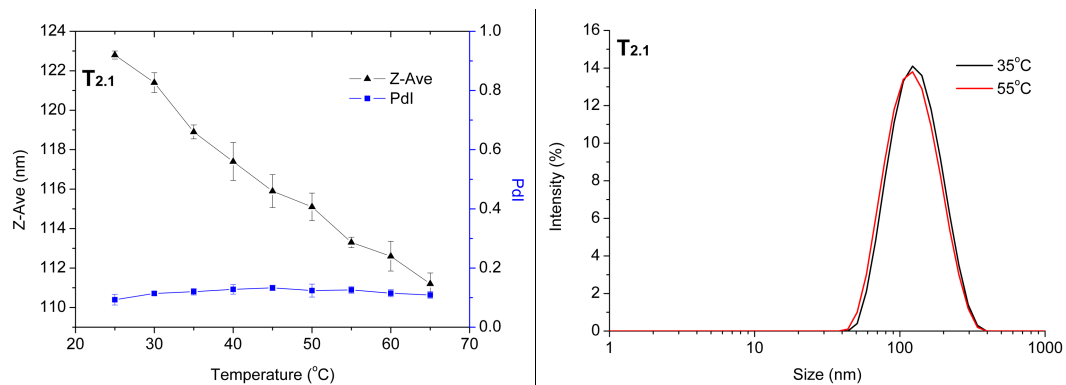 124
122
120
118
116
114
112
110
Z-Ave (nm)
T2.1
Z-Ave
PdI
1.0
0.8
0.6
0.4
0.2
0.0
PdI
20 30 40 50 60 70
Temperature (°C)
16
14
12
10
8
6
4
2
0
Intensity (%)
T2.1
35°C
55°C
1 10 100 1000
Size (nm)